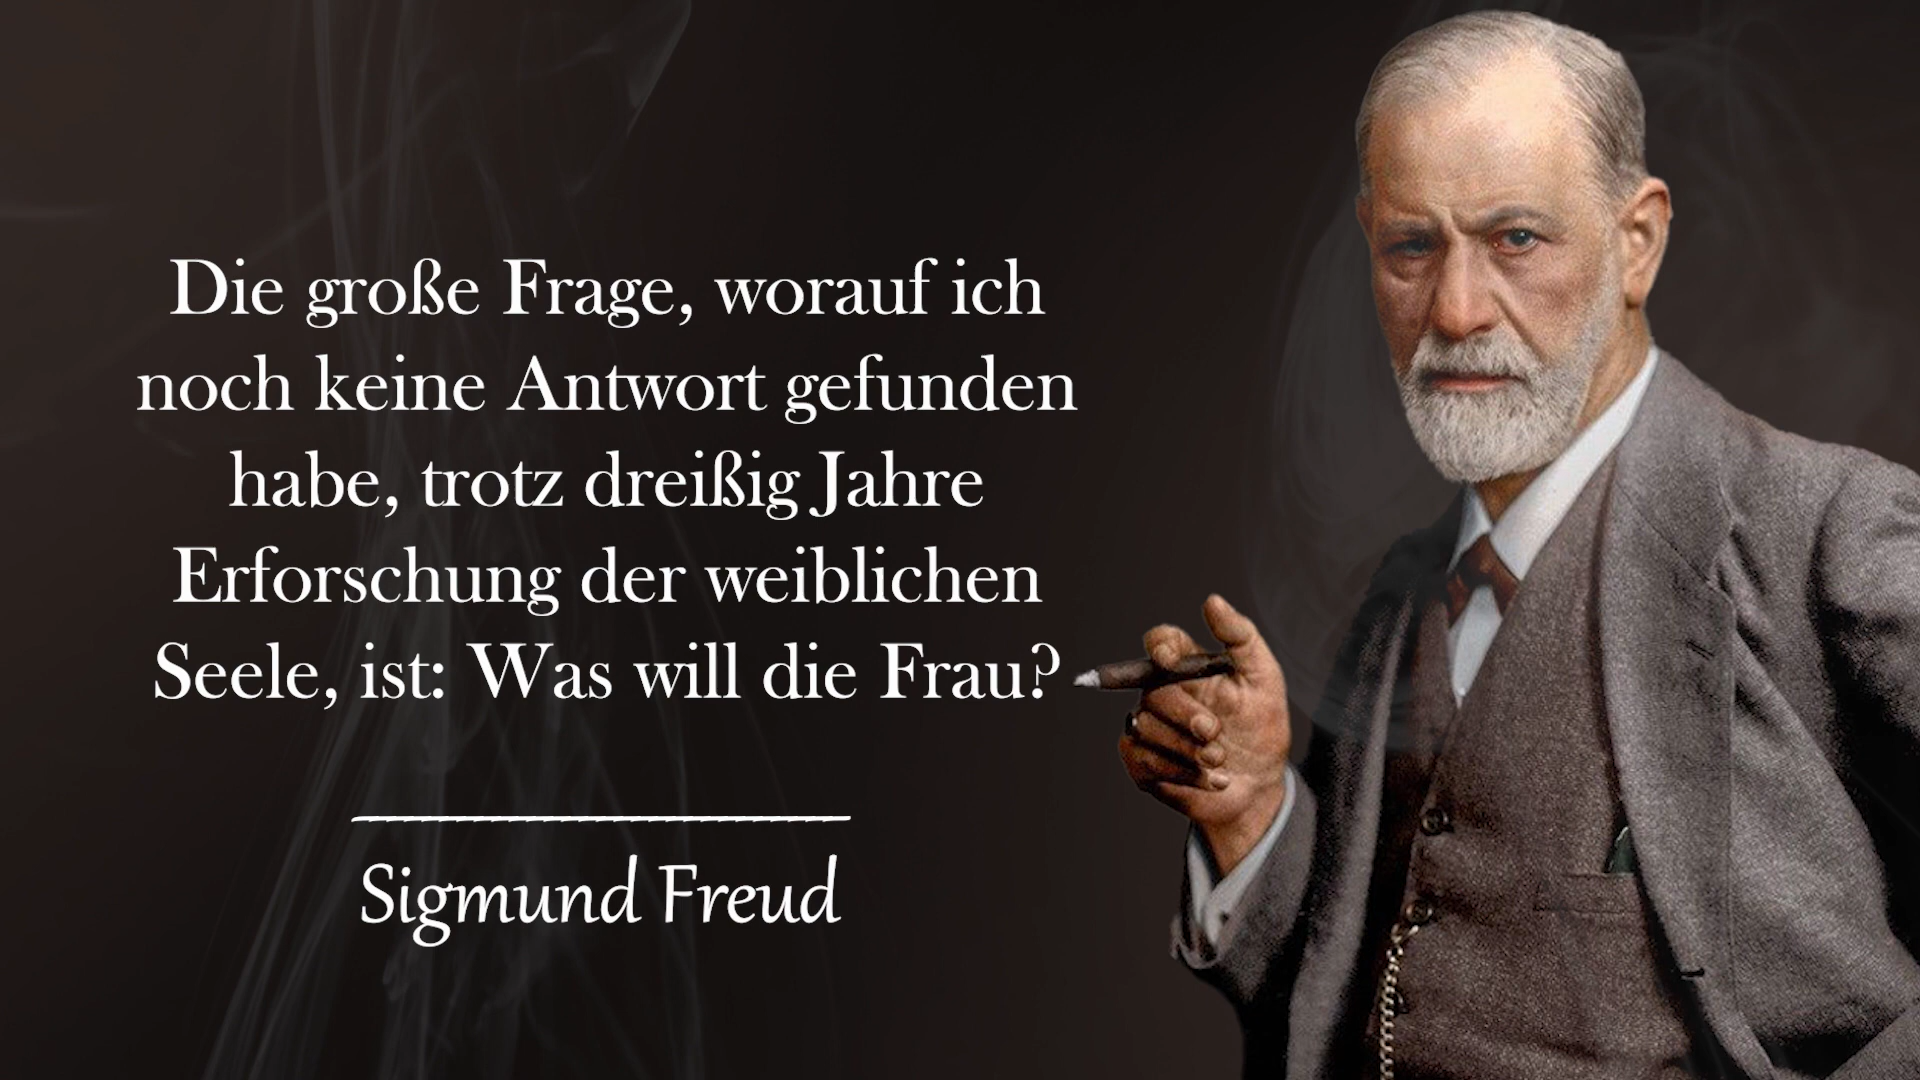 Die große Frage, worauf ich
noch keine Antwort gefunden
habe, trotz dreißig Jahre
Erforschung der weiblichen
Seele, ist: Was will die Frau?
Sigmund Freud